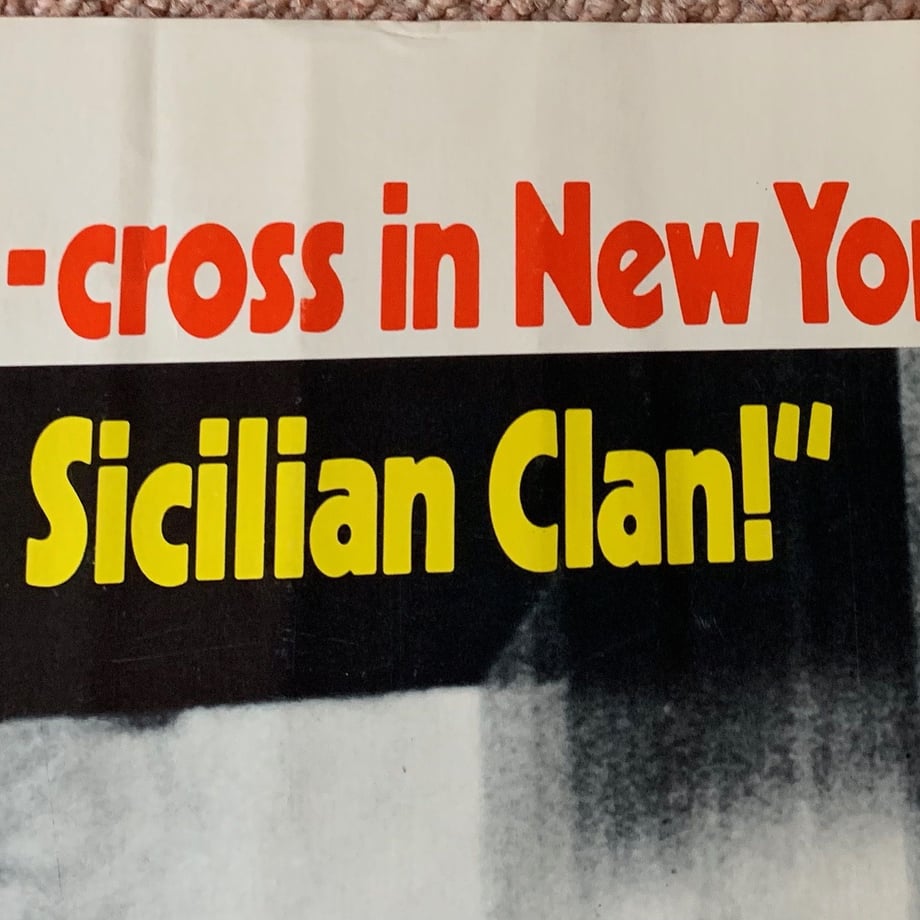 -cross in New Yor
Sicilian Clan!“